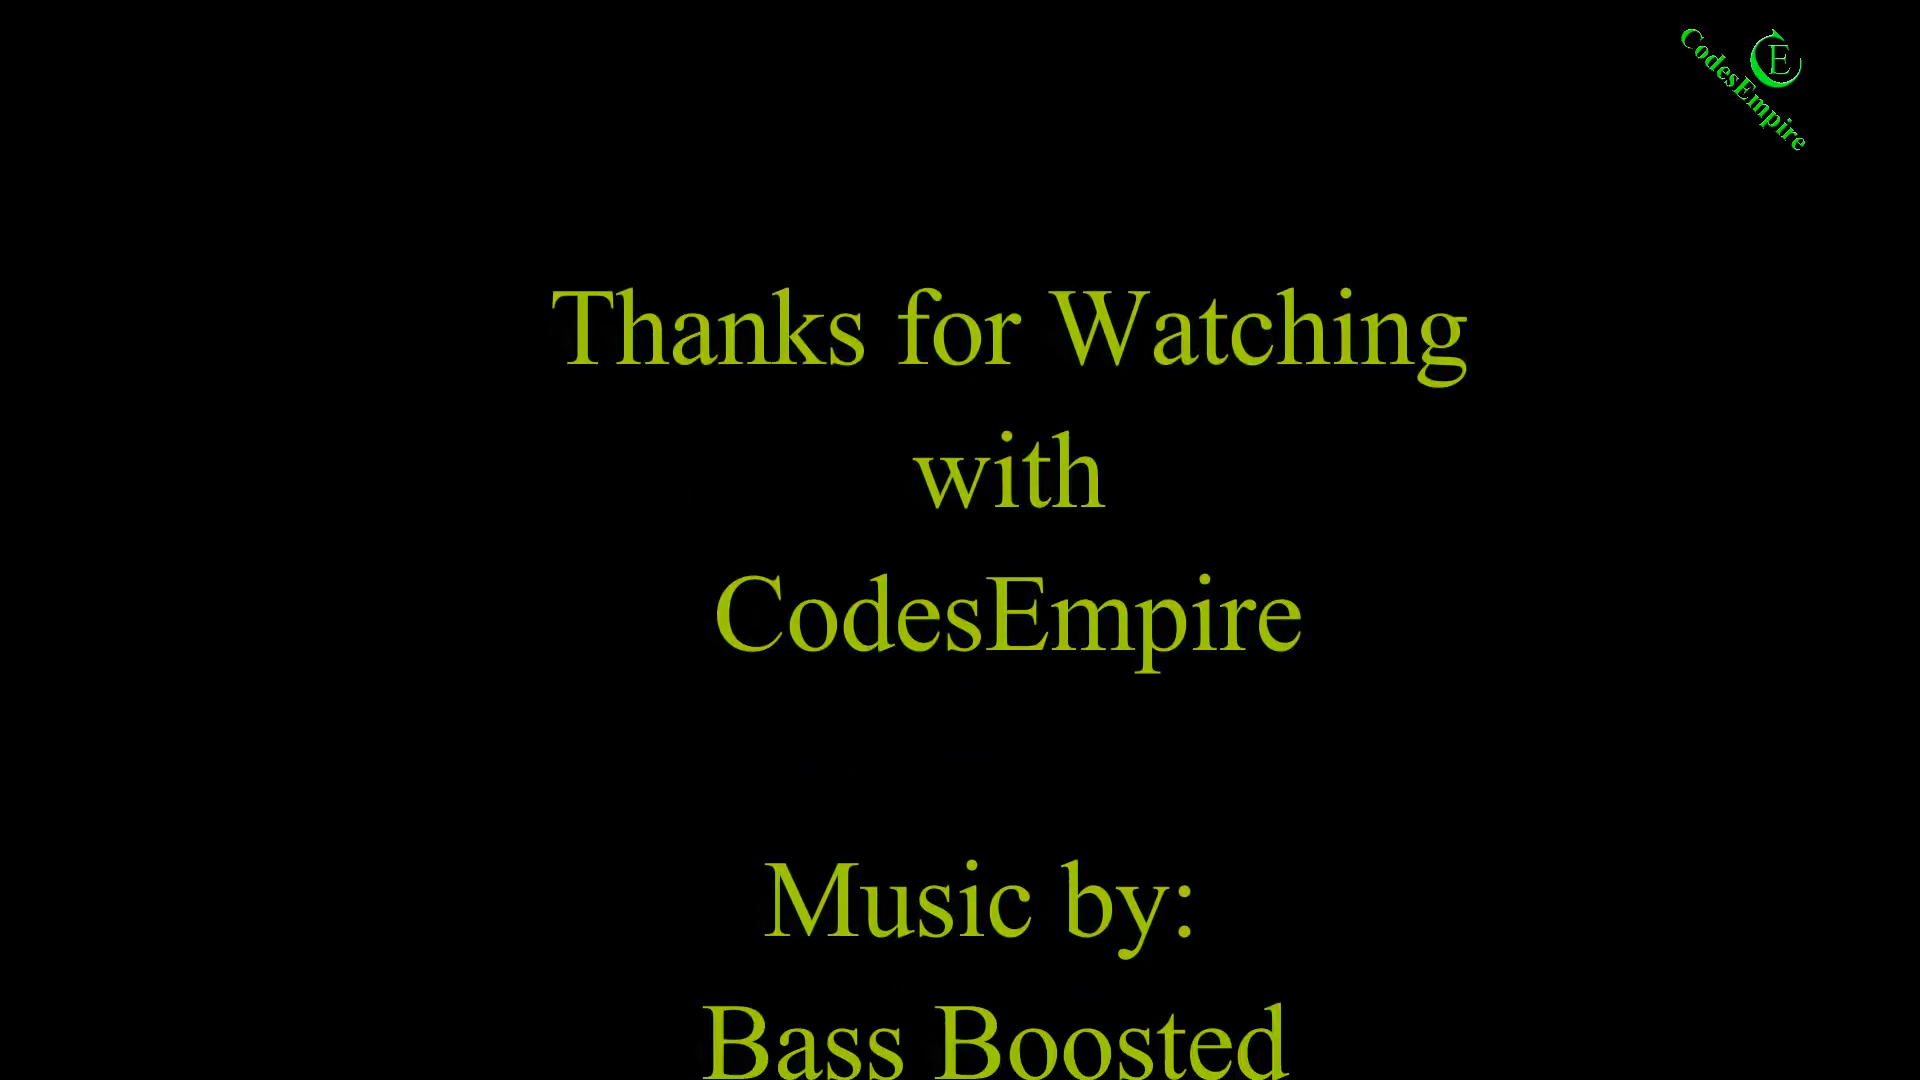 E
CodesEmpire
Thanks for Watching
with
CodesEmpire
Music by:
Bass Boosted